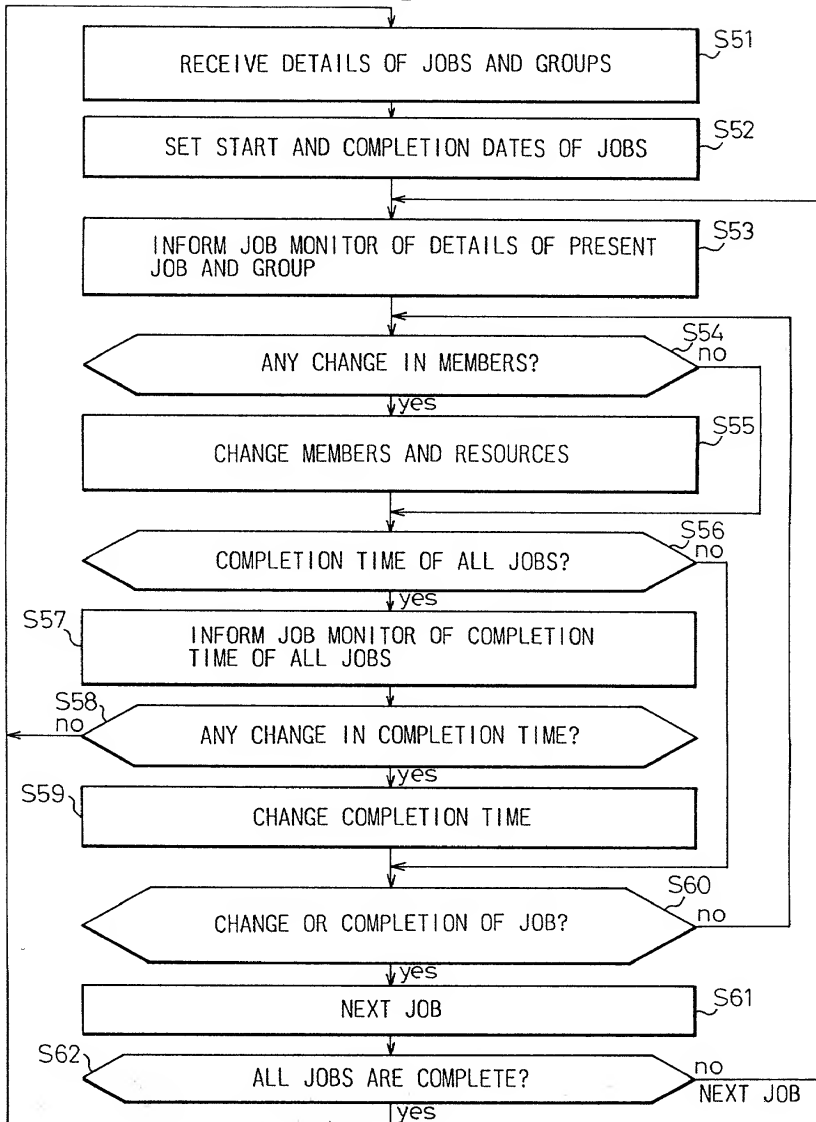 S51
RECEIVE DETAILS OF JOBS AND GROUPS
S52
SET START AND COMPLETION DATES OF JOBS
S53
INFORM JOB MONITOR OF DETAILS OF PRESENT
JOB AND GROUP
S54
ANY CHANGE IN MEMBERS?
no
yes
S55
CHANGE MEMBERS AND RESOURCES
S56
COMPLETION TIME OF ALL JOBS?
no
yes
S57
INFORM JOB MONITOR OF COMPLETION
TIME OF ALL JOBS
S58
no
ANY CHANGE IN COMPLETION TIME?
yes
S59
CHANGE COMPLETION TIME
S60
CHANGE OR COMPLETION OF JOB?
no
yes
S61
NEXT JOB
S62
ALL JOBS ARE COMPLETE?
no
NEXT JOB
yes